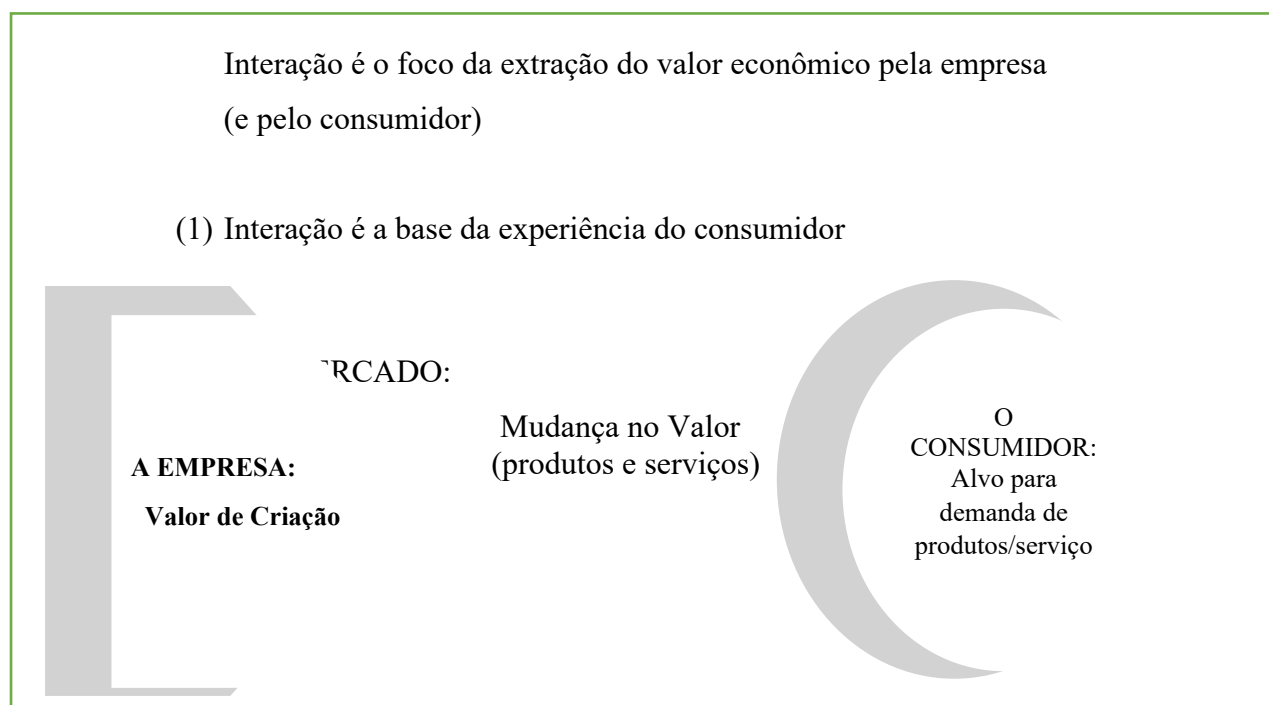 Interação é o foco da extração do valor econômico pela empresa
(e pelo consumidor)
(1) Interação é a base da experiência do consumidor
RCADO:
Mudança no Valor
(produtos e serviços)
A EMPRESA:
Valor de Criação
O
CONSUMIDOR:
Alvo para
demanda de
produtos/serviço